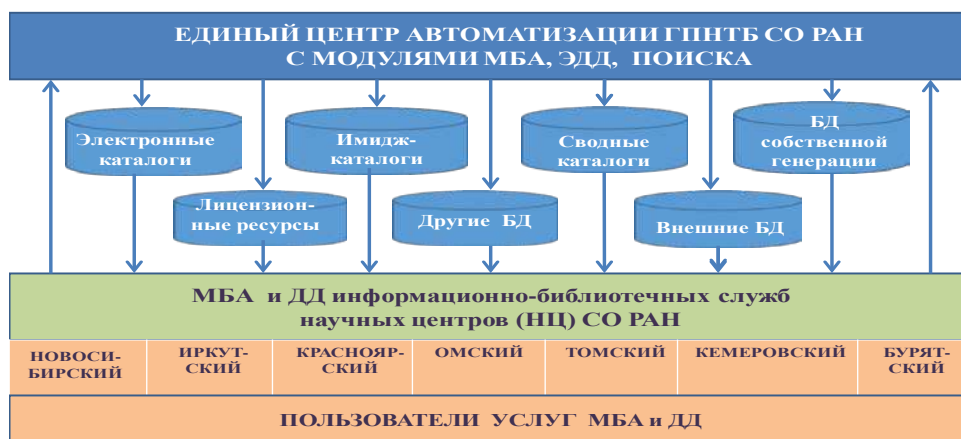 ЕДИНЫЙ ЦЕНТР АВТОМАТИЗАЦИИ ГПНТБ СО РАН
С МОДУЛЯМИ МБА, ЭДД, ПОИСКА
Электронные
каталоги
Имидж-
каталоги
Сводные
каталоги
БД
собственной
генерации
Лицензион-
ные ресурсы
Другие БД
Внешние БД
МБА и ДД информационно-библиотечных служб
научных центров (НЦ) СО РАН
НОВОСИ-
БИРСКИЙ
ИРКУТ-
СКИЙ
КРАСНОЯР-
СКИЙ
ОМСКИЙ
ТОМСКИЙ
КЕМЕРОВСКИЙ
БУРЯТ-
СКИЙ
ПОЛЬЗОВАТЕЛИ УСЛУГ МБА и ДД